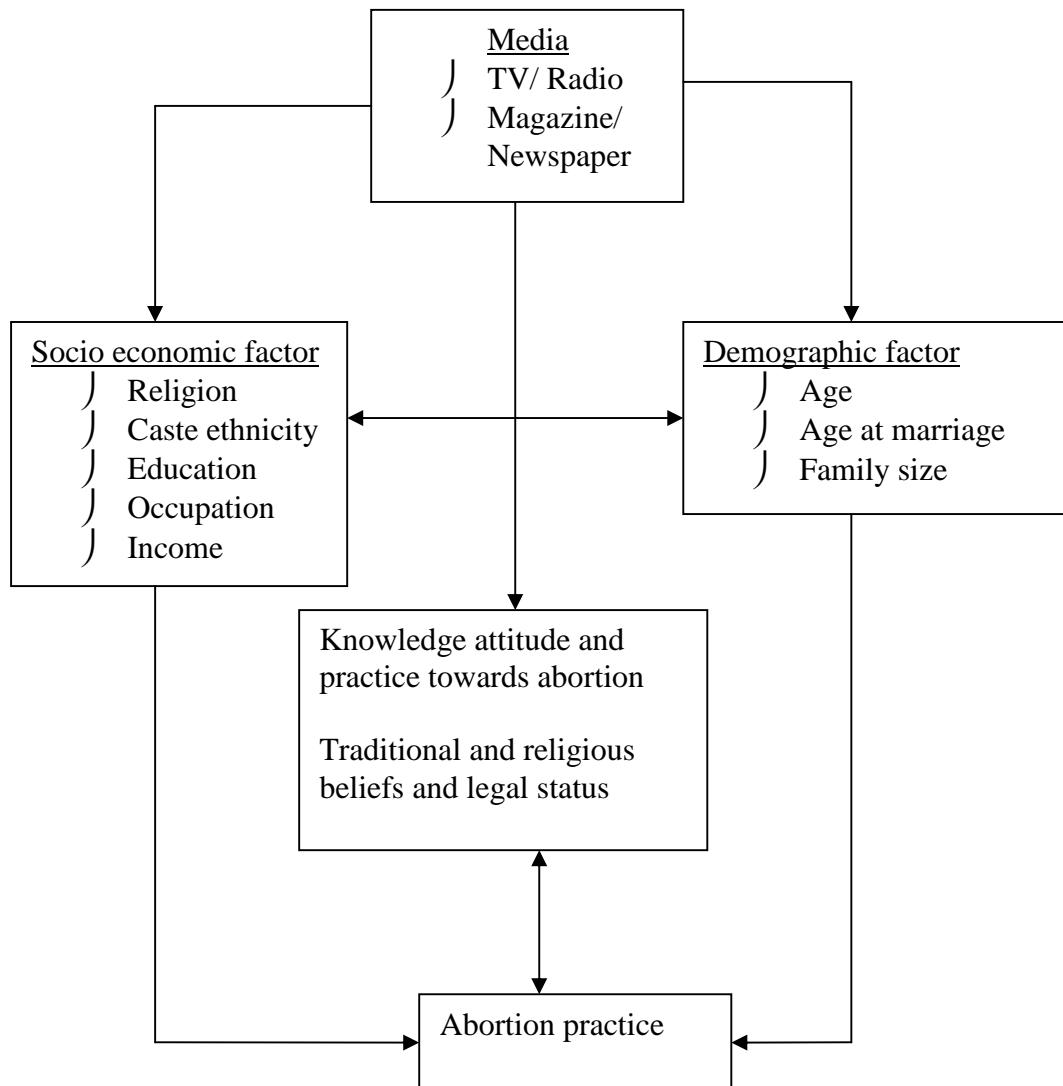 Media
TV/ Radio
Magazine/
Newspaper
Socio economic factor
Religion
Caste ethnicity
Education
Occupation
Income
Demographic factor
Age
Age at marriage
Family size
Knowledge attitude and
practice towards abortion
Traditional and religious
beliefs and legal status
Abortion practice